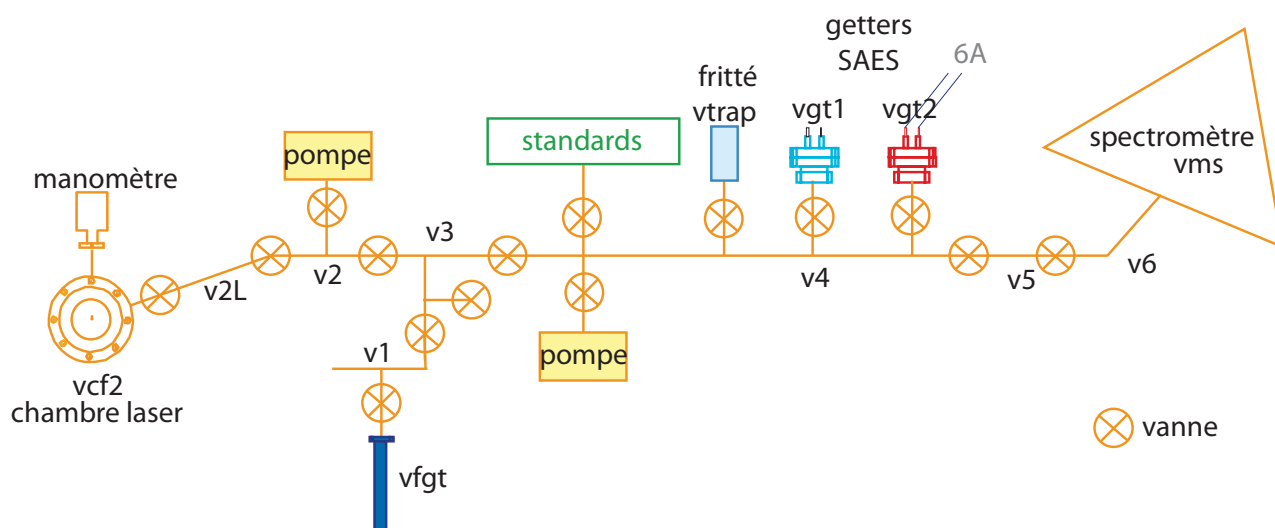 getters
SAES
6A
fritté
vtrap
vgt1
vgt2
spectromètre
vms
standards
pompe
manomètre
v3
v2
v2L
v4
v5
v6
v1
pompe
vcf2
chambre laser
vanne
vfgt